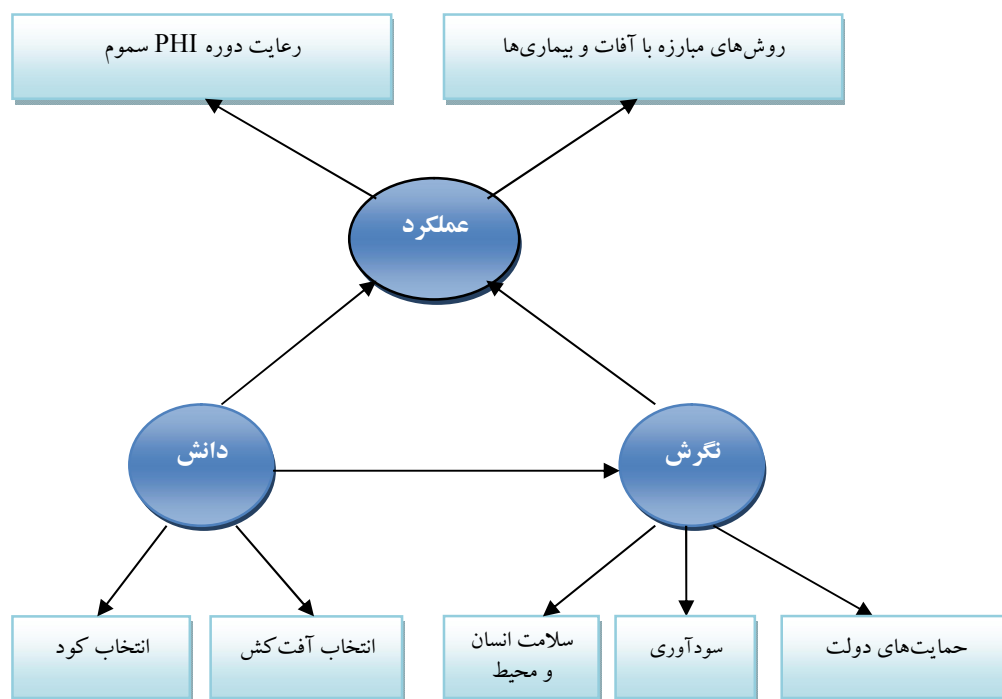 روش‌های مبارزه با آفات و بیماری‌ها
رعایت دوره PHI سموم
عملکرد
نگرش
دانش
حمایت‌های دولت
سودآوری
سلامت انسان
و محیط
انتخاب آفت‌کش
انتخاب کود